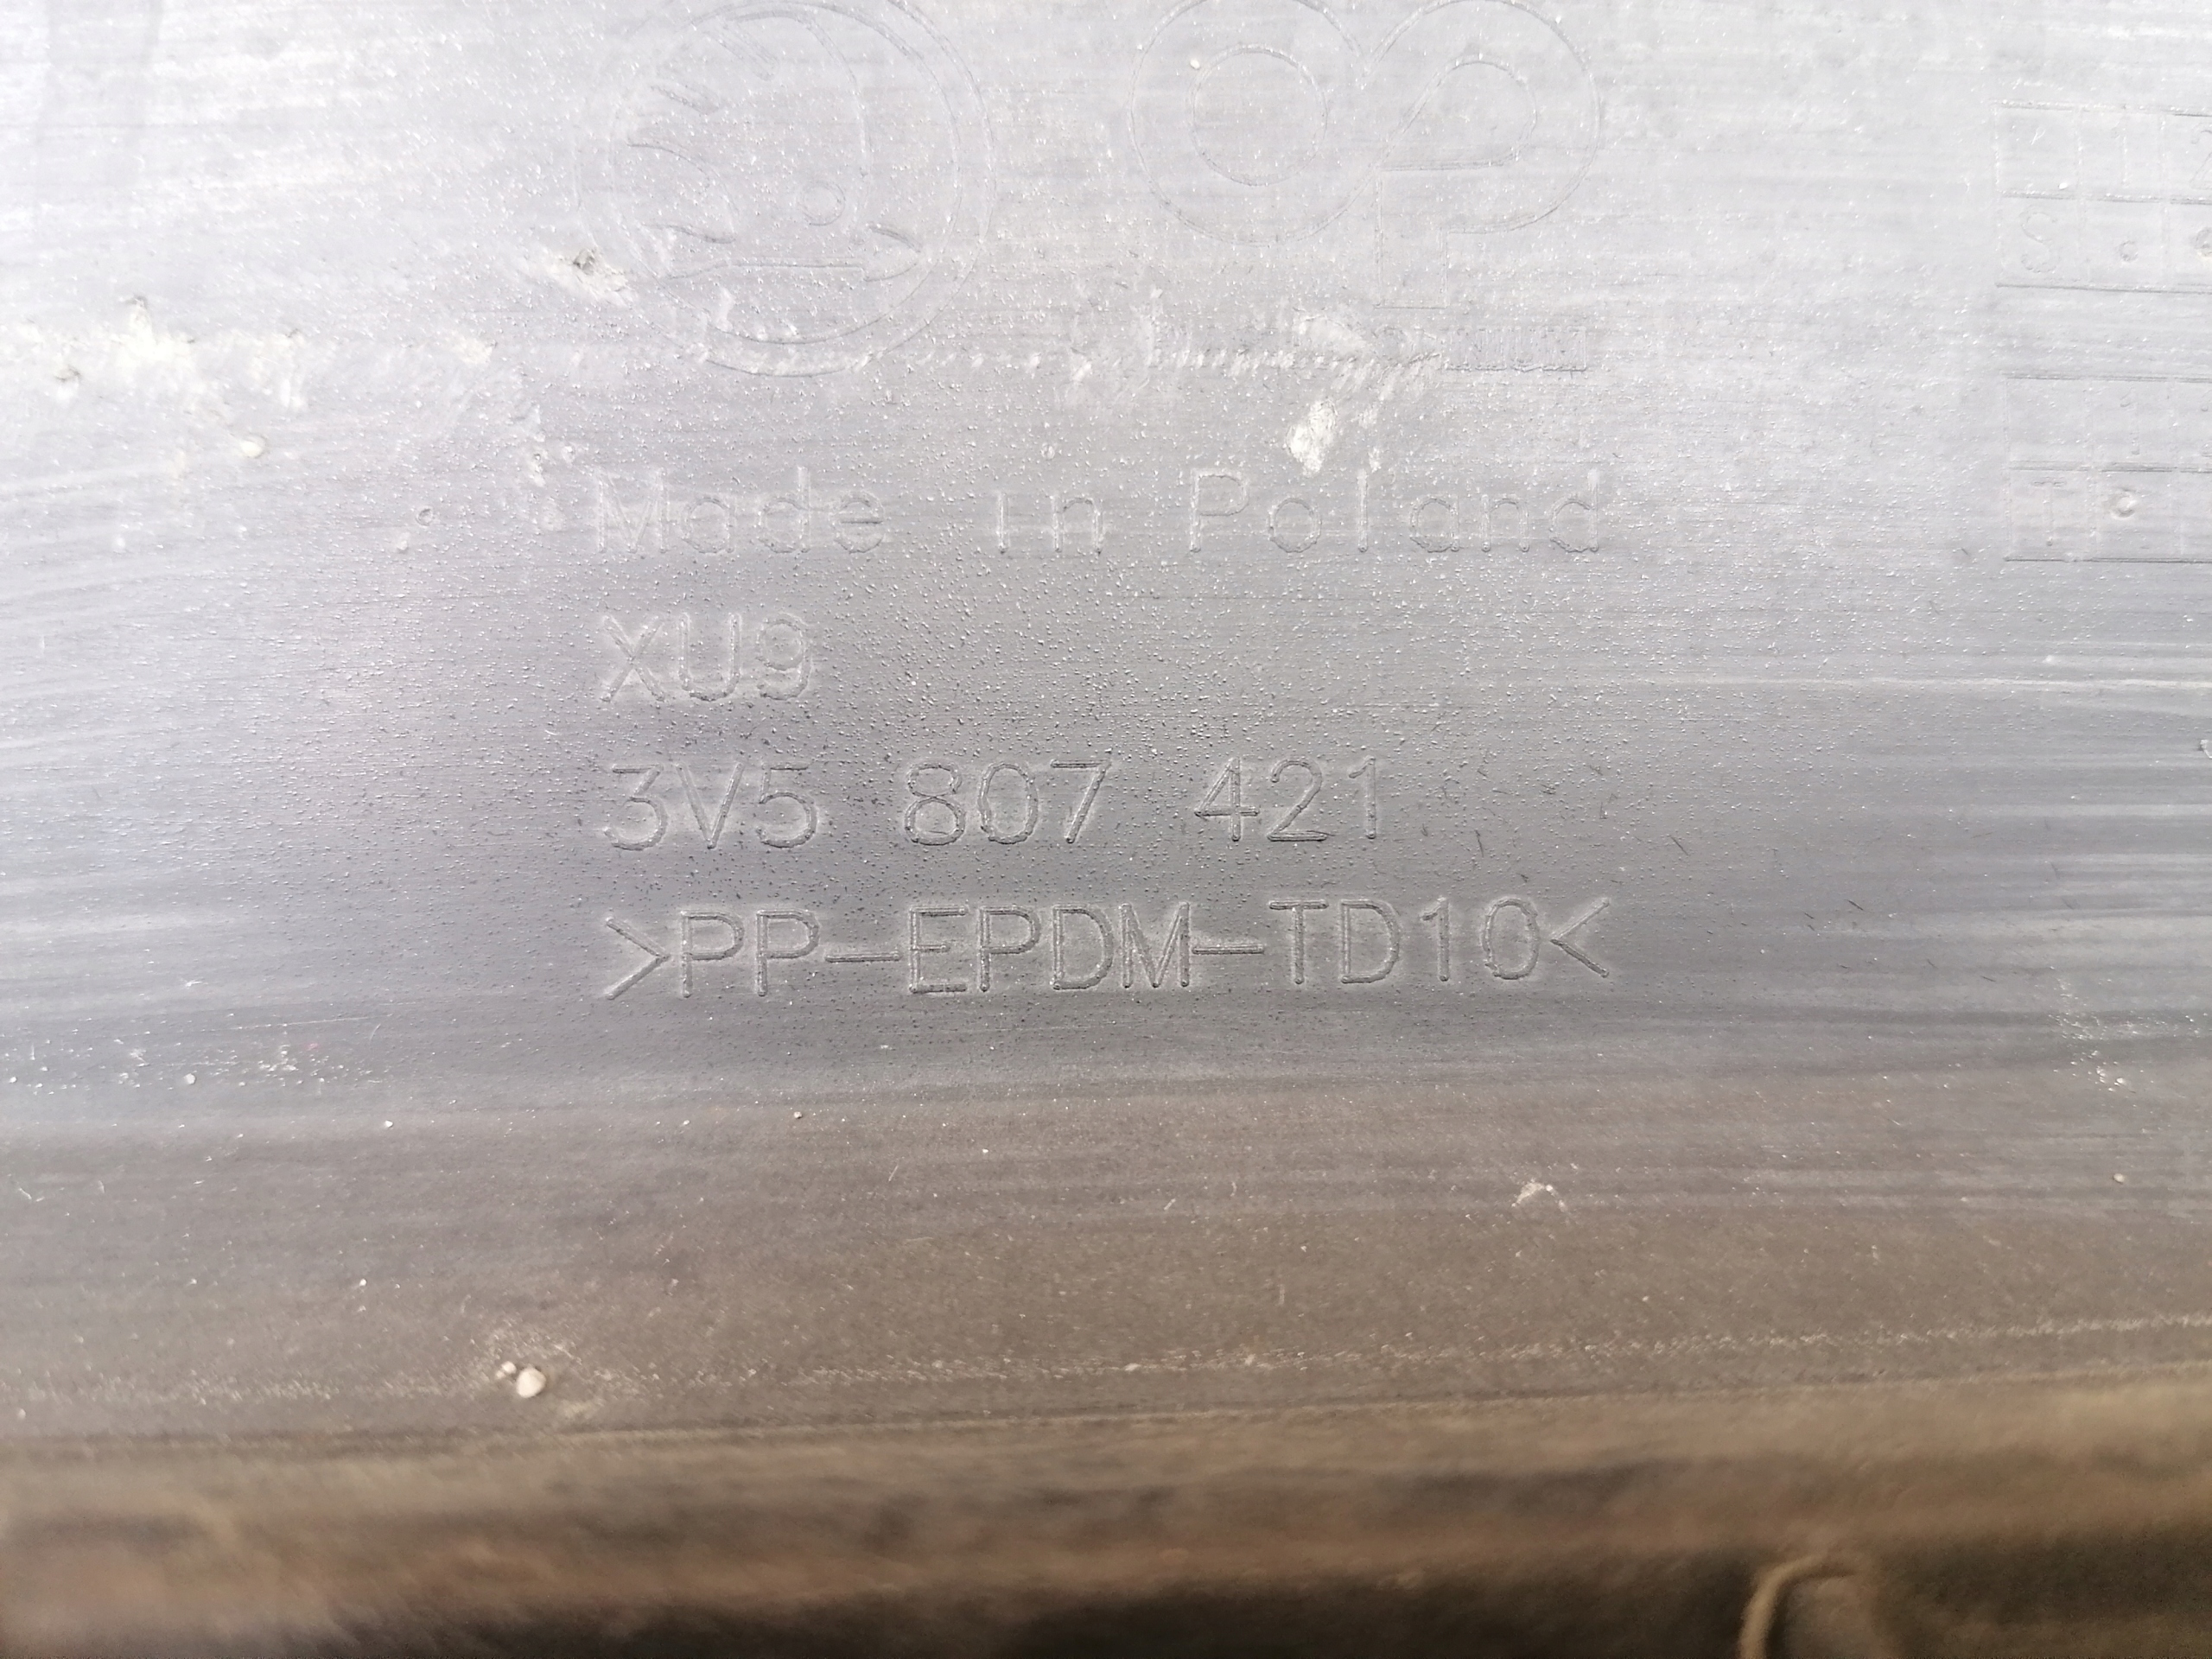 S
Made in Poland
T
XU9
3V5 807 421
>PP-EPDM-TD10<